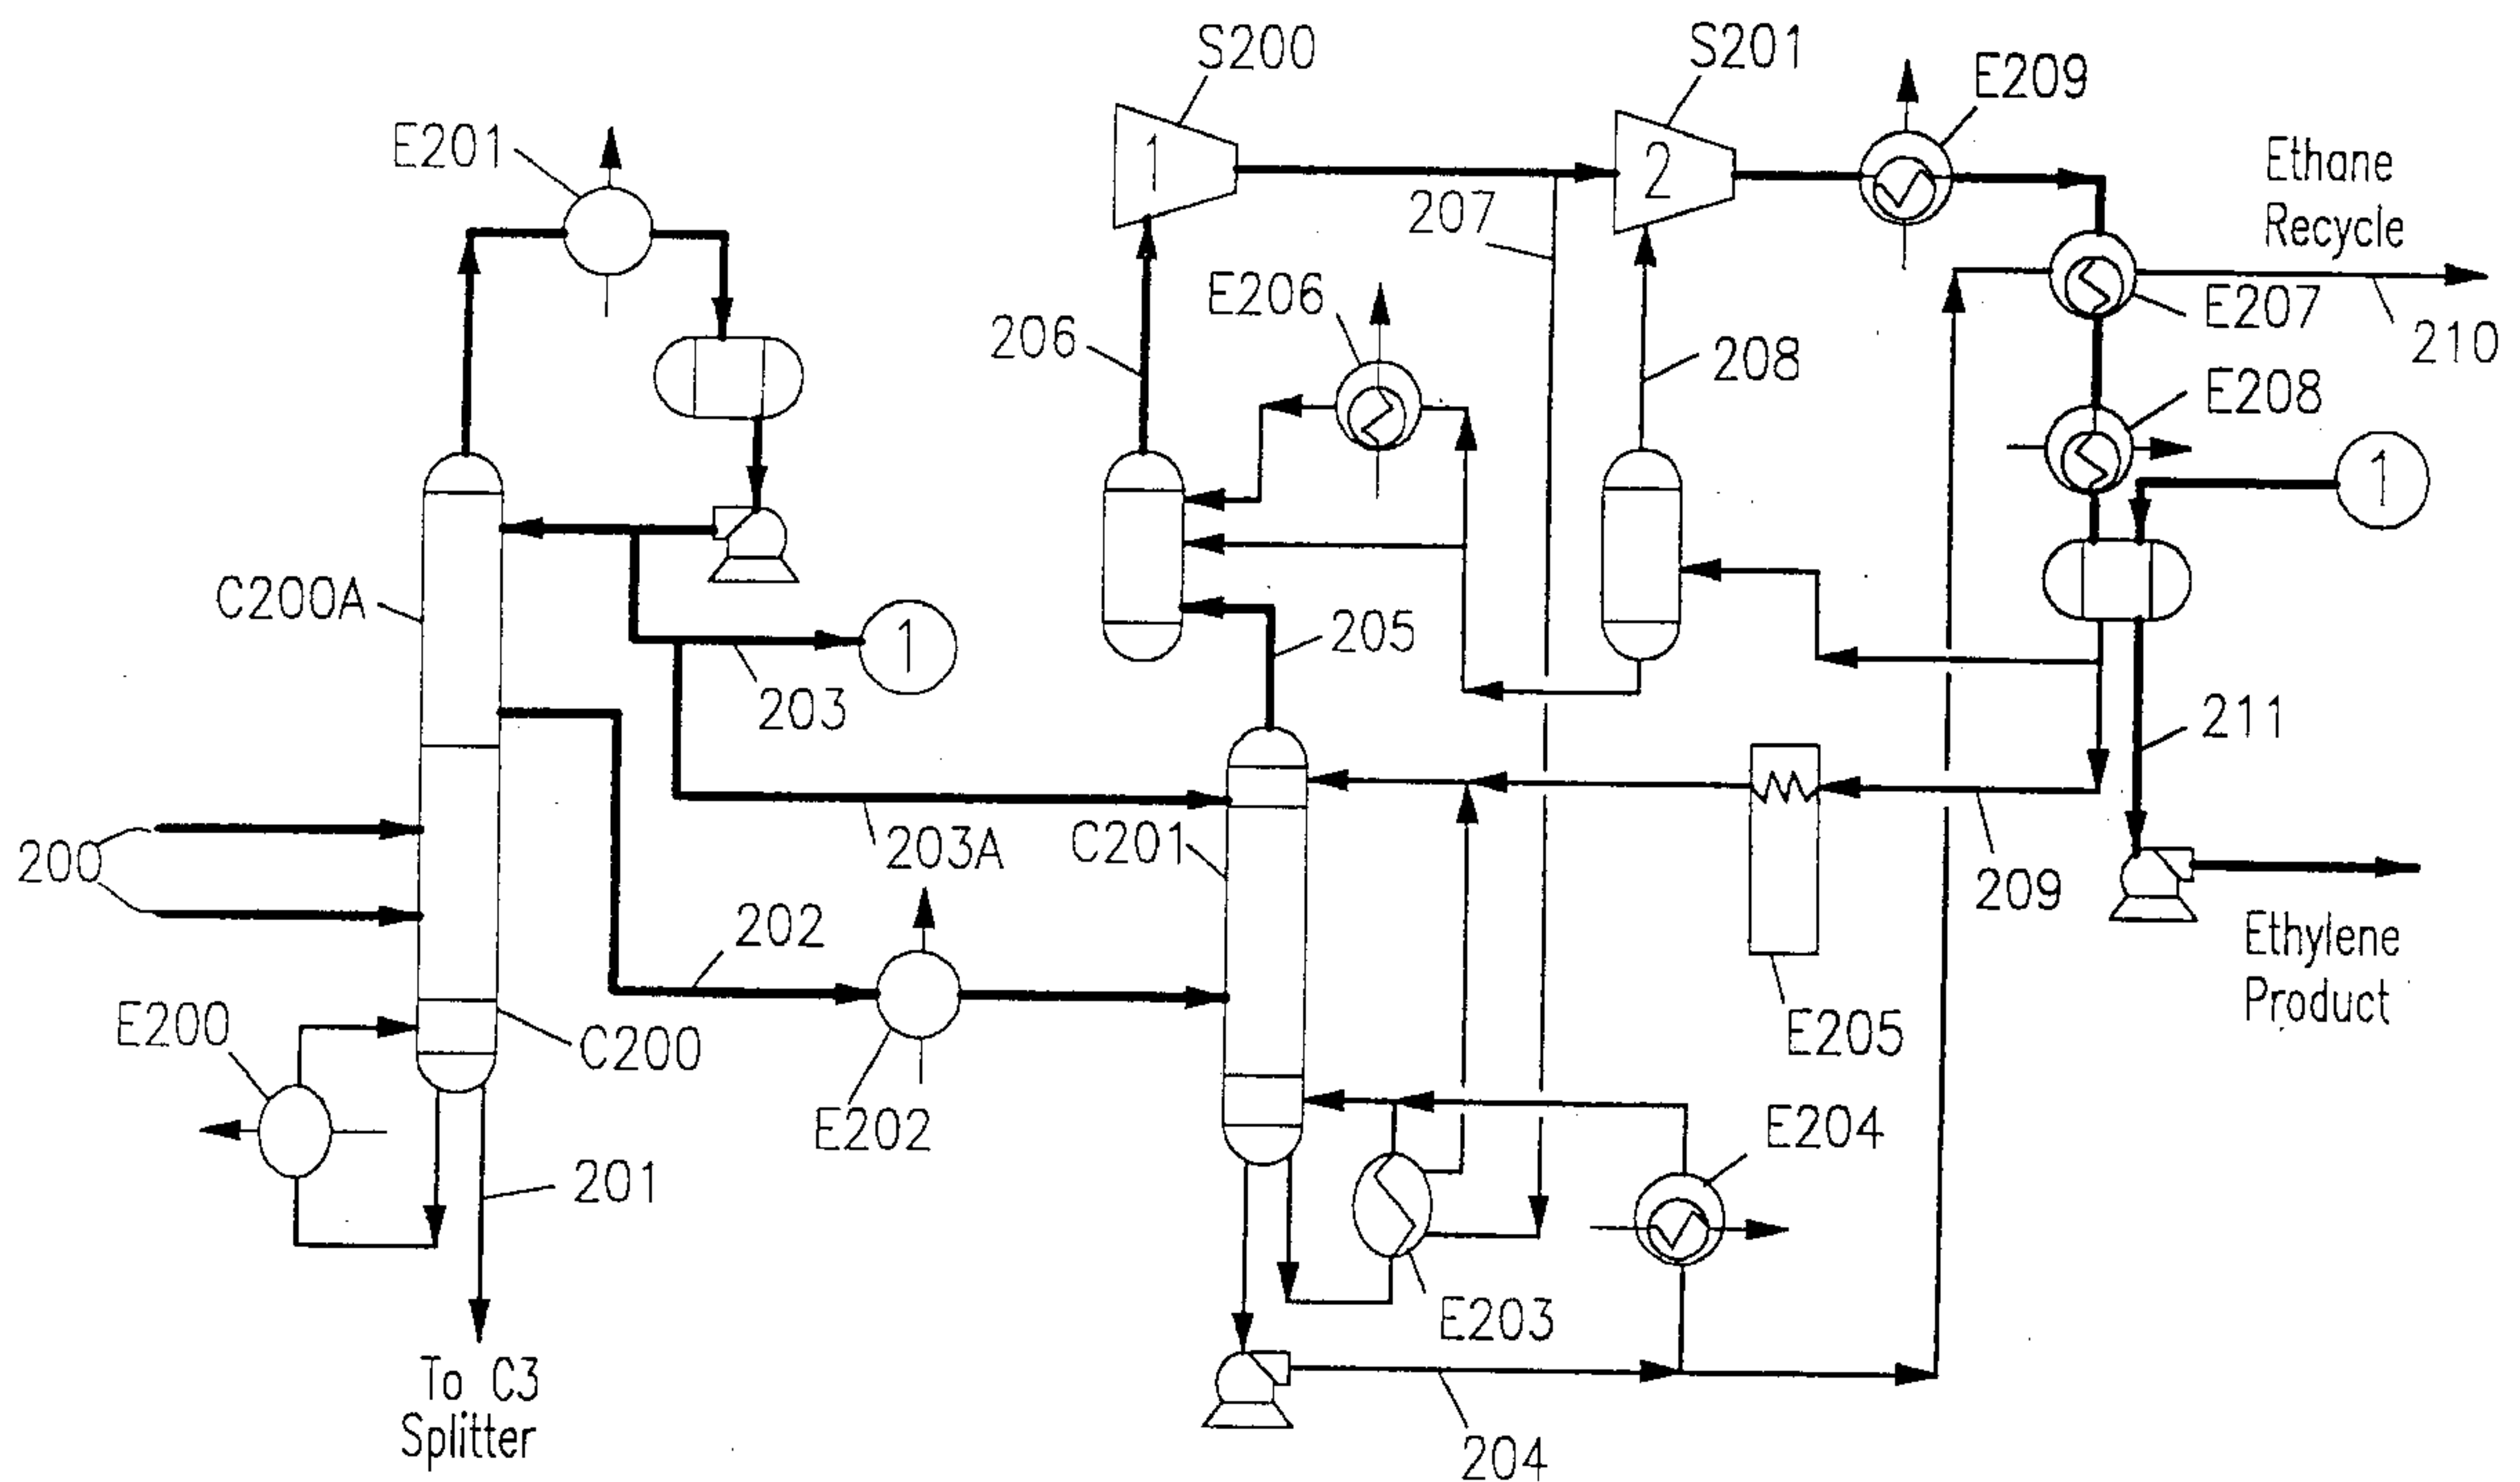 S200
S201
E209
E201
1
2
Ethane
Recycle
207
E206
E207
206
210
208
E208
1
C200A
1
205
203
211
200
203A
C201
209
202
Ethylene
Product
E200
C200
E205
E202
E204
201
E203
To C3
Splitter
204